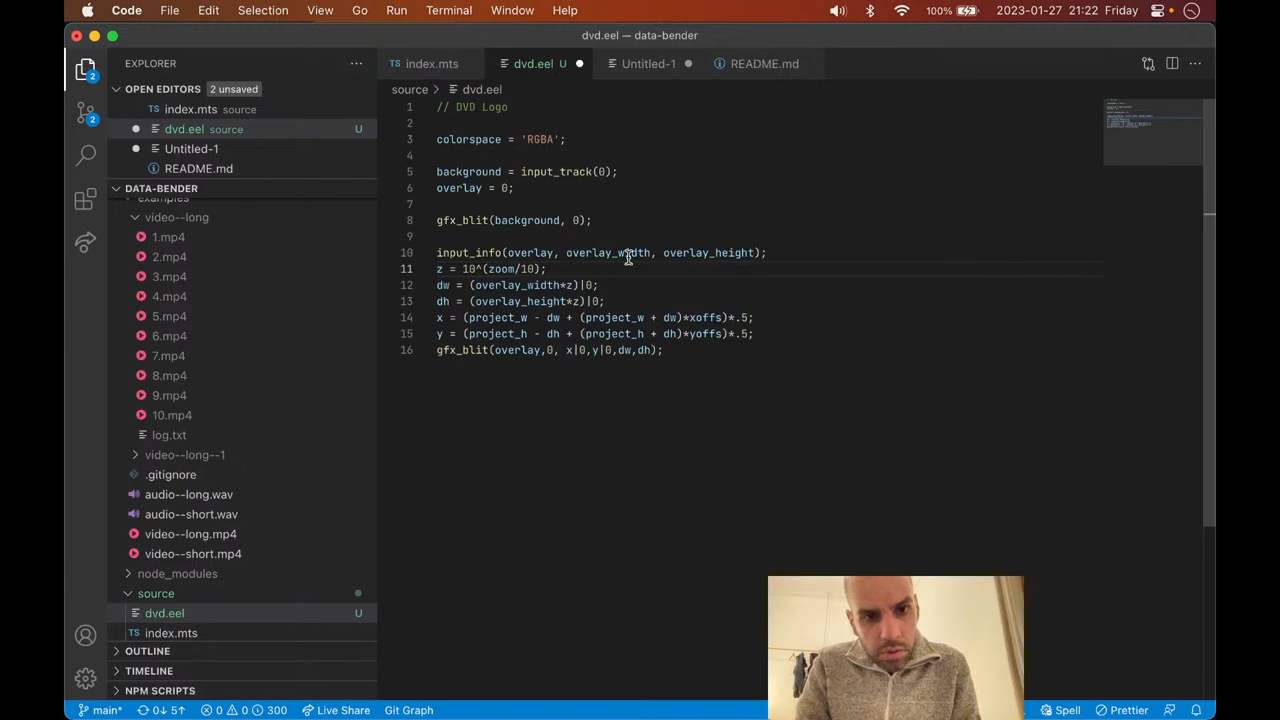 Code File Edit Selection View Go Run Terminal Window Help 100% 2023-01-27 21:22 Friday
dvd.eel — data-bender
EXPLORER
OPEN EDITORS 2 unsaved
index.mts source
dvd.eel source U
Untitled-1
README.md
DATA-BENDER
examples
video--long
1.mp4
2.mp4
3.mp4
4.mp4
5.mp4
6.mp4
7.mp4
8.mp4
9.mp4
10.mp4
log.txt
video--long--1
.gitignore
audio--long.wav
audio--short.wav
video--long.mp4
video--short.mp4
node_modules
source
dvd.eel U
TS index.mts
OUTLINE
TIMELINE
NPM SCRIPTS
2
2
TS index.mts dvd.eel U Untitled-1 README.md
source dvd.eel
1 // DVD Logo
2
3 colorspace = 'RGBA';
4
5 background = input_track(0);
6 overlay = 0;
7
8 gfx_blit(background, 0);
9
10 input_info(overlay, overlay_width, overlay_height);
11 z = 10^(zoom/10);
12 dw = (overlay_width*z)|0;
13 dh = (overlay_height*z)|0;
14 x = (project_w - dw + (project_w + dw)*xoffs)*.5;
15 y = (project_h - dh + (project_h + dh)*yoffs)*.5;
16 gfx_blit(overlay,0, x|0,y|0,dw,dh);
main* 0↓ 5↑ 0 0 300 Live Share Git Graph Spell Prettier